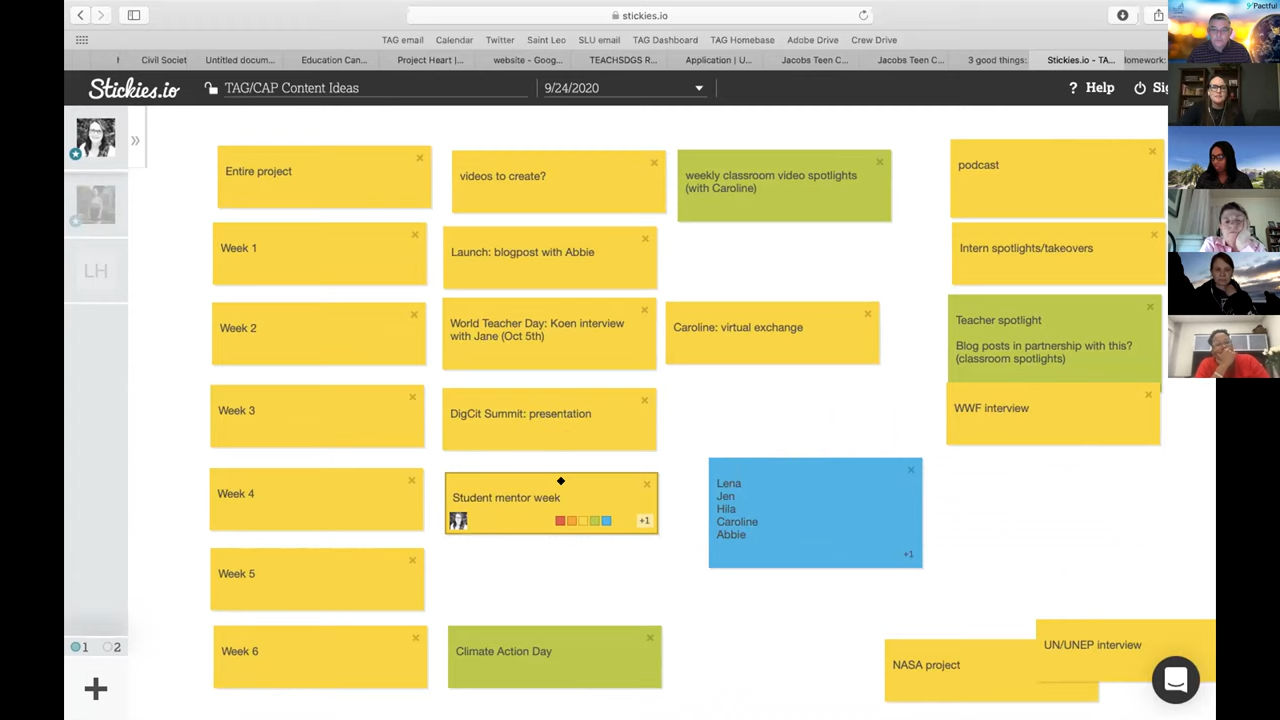 stickies.io
TAG email
Calendar
Twitter
Saint Leo
SLU email
TAG Dashboard
TAG Homebase
Adobe Drive
Crew Drive
Civil Societ
Untitled docum...
Education Can...
Project Heart |...
website - Goog...
TEACHSDGS R...
Application | U...
Jacobs Teen C...
Jacobs Teen C...
3 good things:
Stickies.io - TA...
Homework:
Pactful
Stickies.io
TAG/CAP Content Ideas
9/24/2020
? Help
»
LH
1
2
+
Entire project
videos to create?
weekly classroom video spotlights
(with Caroline)
podcast
Week 1
Launch: blogpost with Abbie
Intern spotlights/takeovers
Week 2
World Teacher Day: Koen interview
with Jane (Oct 5th)
Caroline: virtual exchange
Teacher spotlight
Blog posts in partnership with this?
(classroom spotlights)
Week 3
DigCit Summit: presentation
WWF interview
Week 4
Student mentor week
+1
Lena
Jen
Hila
Caroline
Abbie
+1
Week 5
Week 6
Climate Action Day
NASA project
UN/UNEP interview